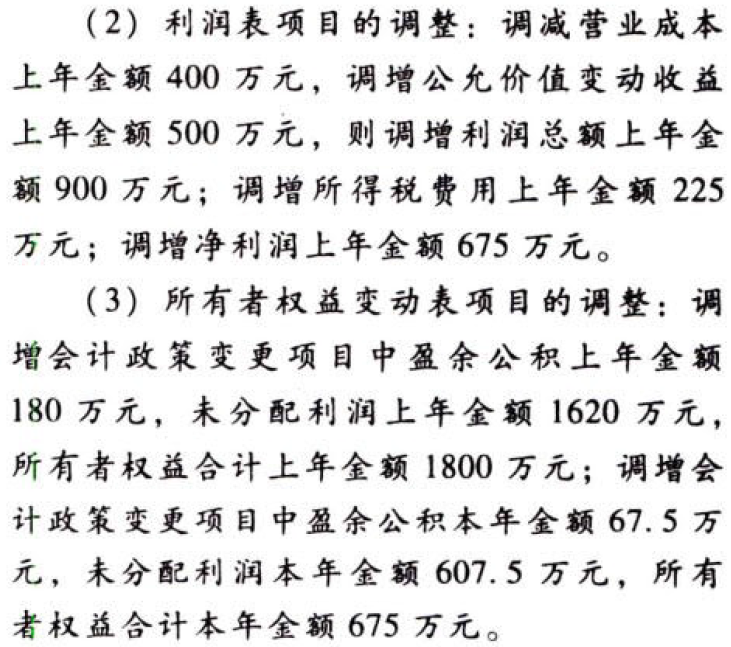 （2）利润表项目的调整：调减营业成本
上年金额 400 万元，调增公允价值变动收益
上年金额 500 万元，则调增利润总额上年金
额 900 万元；调增所得税费用上年金额 225
万元；调增净利润上年金额 675 万元。
（3）所有者权益变动表项目的调整：调
增会计政策变更项目中盈余公积上年金额
180 万元，未分配利润上年金额 1620 万元，
所有者权益合计上年金额 1800 万元；调增会
计政策变更项目中盈余公积本年金额 67. 5 万
元，未分配利润本年金额 607. 5 万元，所有
者权益合计本年金额 675 万元。